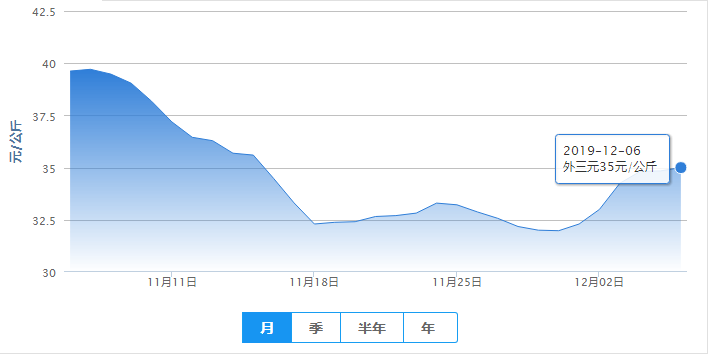 42.5
40
37.5
35
32.5
30
元/公斤
2019-12-06
外三元35元/公斤
11月11日
11月18日
11月25日
12月02日
月
季
半年
年